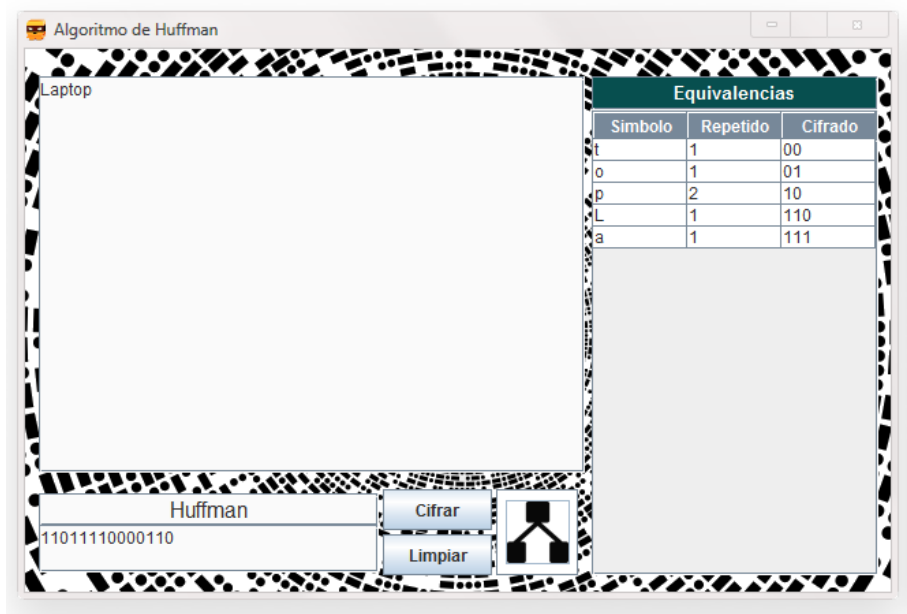 Algoritmo de Huffman
Laptop
Equivalencias
Simbolo Repetido Cifrado
t 1 00
o 1 01
p 2 10
L 1 110
a 1 111
Huffman
11011110000110
Cifrar
Limpiar